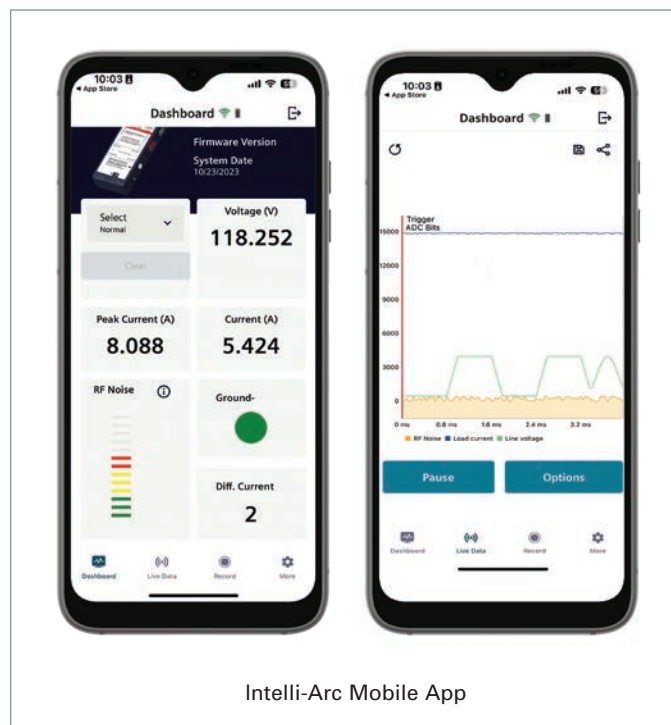 10:03
App Store
Dashboard
Firmware Version
System Date
10/23/2023
Select
Normal
Clear
Voltage (V)
118.252
Peak Current (A)
8.088
Current (A)
5.424
RF Noise
Ground-
Diff. Current
2
Dashboard
Live Data
Record
More
10:03
App Store
Dashboard
Trigger
ADC Bits
15000
12000
9000
6000
3000
0
0 ms 0.8 ms 1.6 ms 2.4 ms 3.2 ms
RF Noise Load current Line voltage
Pause Options
Dashboard
Live Data
Record
More
Intelli-Arc Mobile App